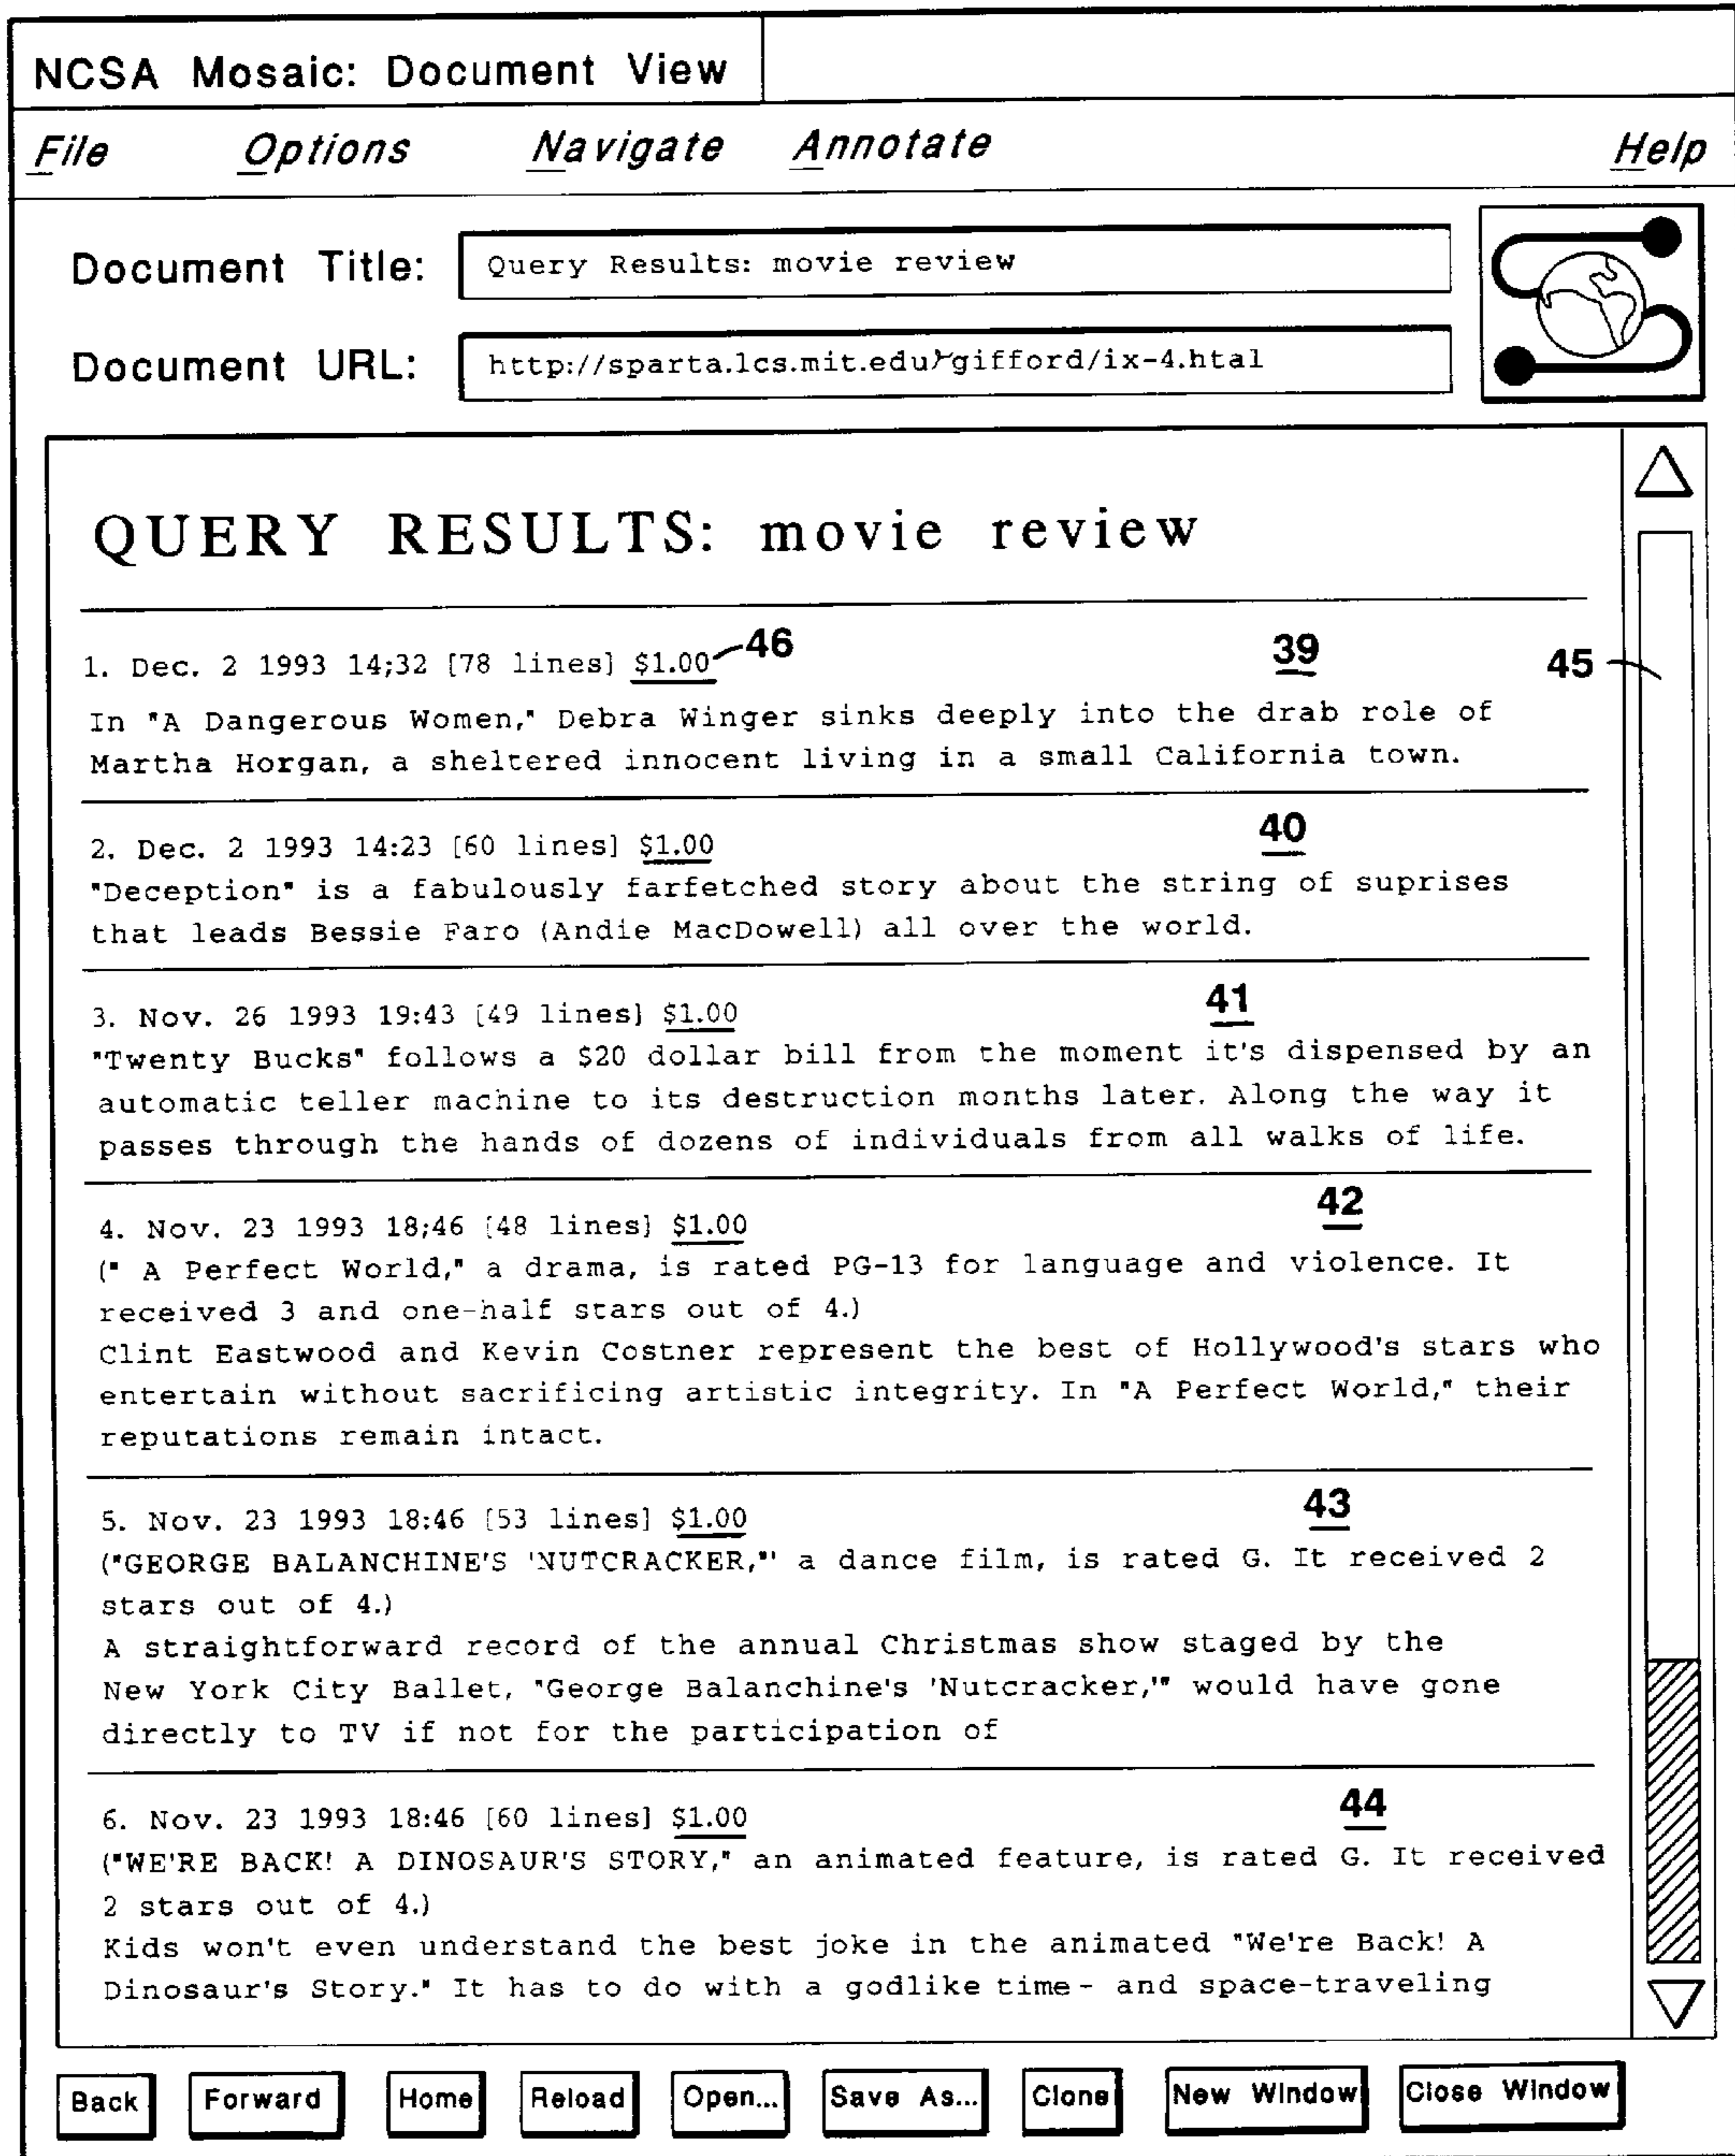 NCSA Mosaic: Document View
File Options Navigate Annotate Help
Document Title: Query Results: movie review
Document URL: http://sparta.lcs.mit.edu/~gifford/ix-4.htal
QUERY RESULTS: movie review
1. Dec. 2 1993 14;32 [78 lines] $1.00 46 39 45
In "A Dangerous Women," Debra Winger sinks deeply into the drab role of
Martha Horgan, a sheltered innocent living in a small California town.
2. Dec. 2 1993 14:23 [60 lines] $1.00 40
"Deception" is a fabulously farfetched story about the string of suprises
that leads Bessie Faro (Andie MacDowell) all over the world.
3. Nov. 26 1993 19:43 [49 lines] $1.00 41
"Twenty Bucks" follows a $20 dollar bill from the moment it's dispensed by an
automatic teller machine to its destruction months later. Along the way it
passes through the hands of dozens of individuals from all walks of life.
4. Nov. 23 1993 18;46 [48 lines] $1.00 42
(" A Perfect World," a drama, is rated PG-13 for language and violence. It
received 3 and one-half stars out of 4.)
Clint Eastwood and Kevin Costner represent the best of Hollywood's stars who
entertain without sacrificing artistic integrity. In "A Perfect World," their
reputations remain intact.
5. Nov. 23 1993 18:46 [53 lines] $1.00 43
("GEORGE BALANCHINE'S 'NUTCRACKER,"' a dance film, is rated G. It received 2
stars out of 4.)
A straightforward record of the annual Christmas show staged by the
New York City Ballet, "George Balanchine's 'Nutcracker,'" would have gone
directly to TV if not for the participation of
6. Nov. 23 1993 18:46 [60 lines] $1.00 44
("WE'RE BACK! A DINOSAUR'S STORY," an animated feature, is rated G. It received
2 stars out of 4.)
Kids won't even understand the best joke in the animated "We're Back! A
Dinosaur's Story." It has to do with a godlike time- and space-traveling
Back Forward Home Reload Open... Save As... Clone New Window Close Window